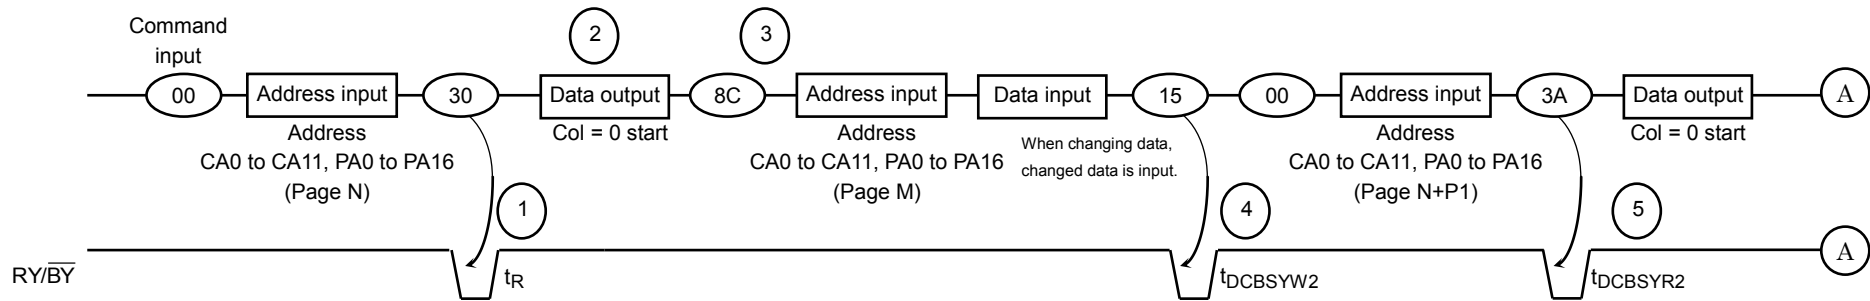 Command
input
2
3
00
Address input
30
Data output
8C
Address input
Data input
15
00
Address input
3A
Data output
A
Address
CA0 to CA11, PA0 to PA16
(Page N)
Col = 0 start
Address
CA0 to CA11, PA0 to PA16
(Page M)
When changing data,
changed data is input.
Address
CA0 to CA11, PA0 to PA16
(Page N+P1)
Col = 0 start
1
4
5
RY/BY
tR
tDCBSYW2
tDCBSYR2
A